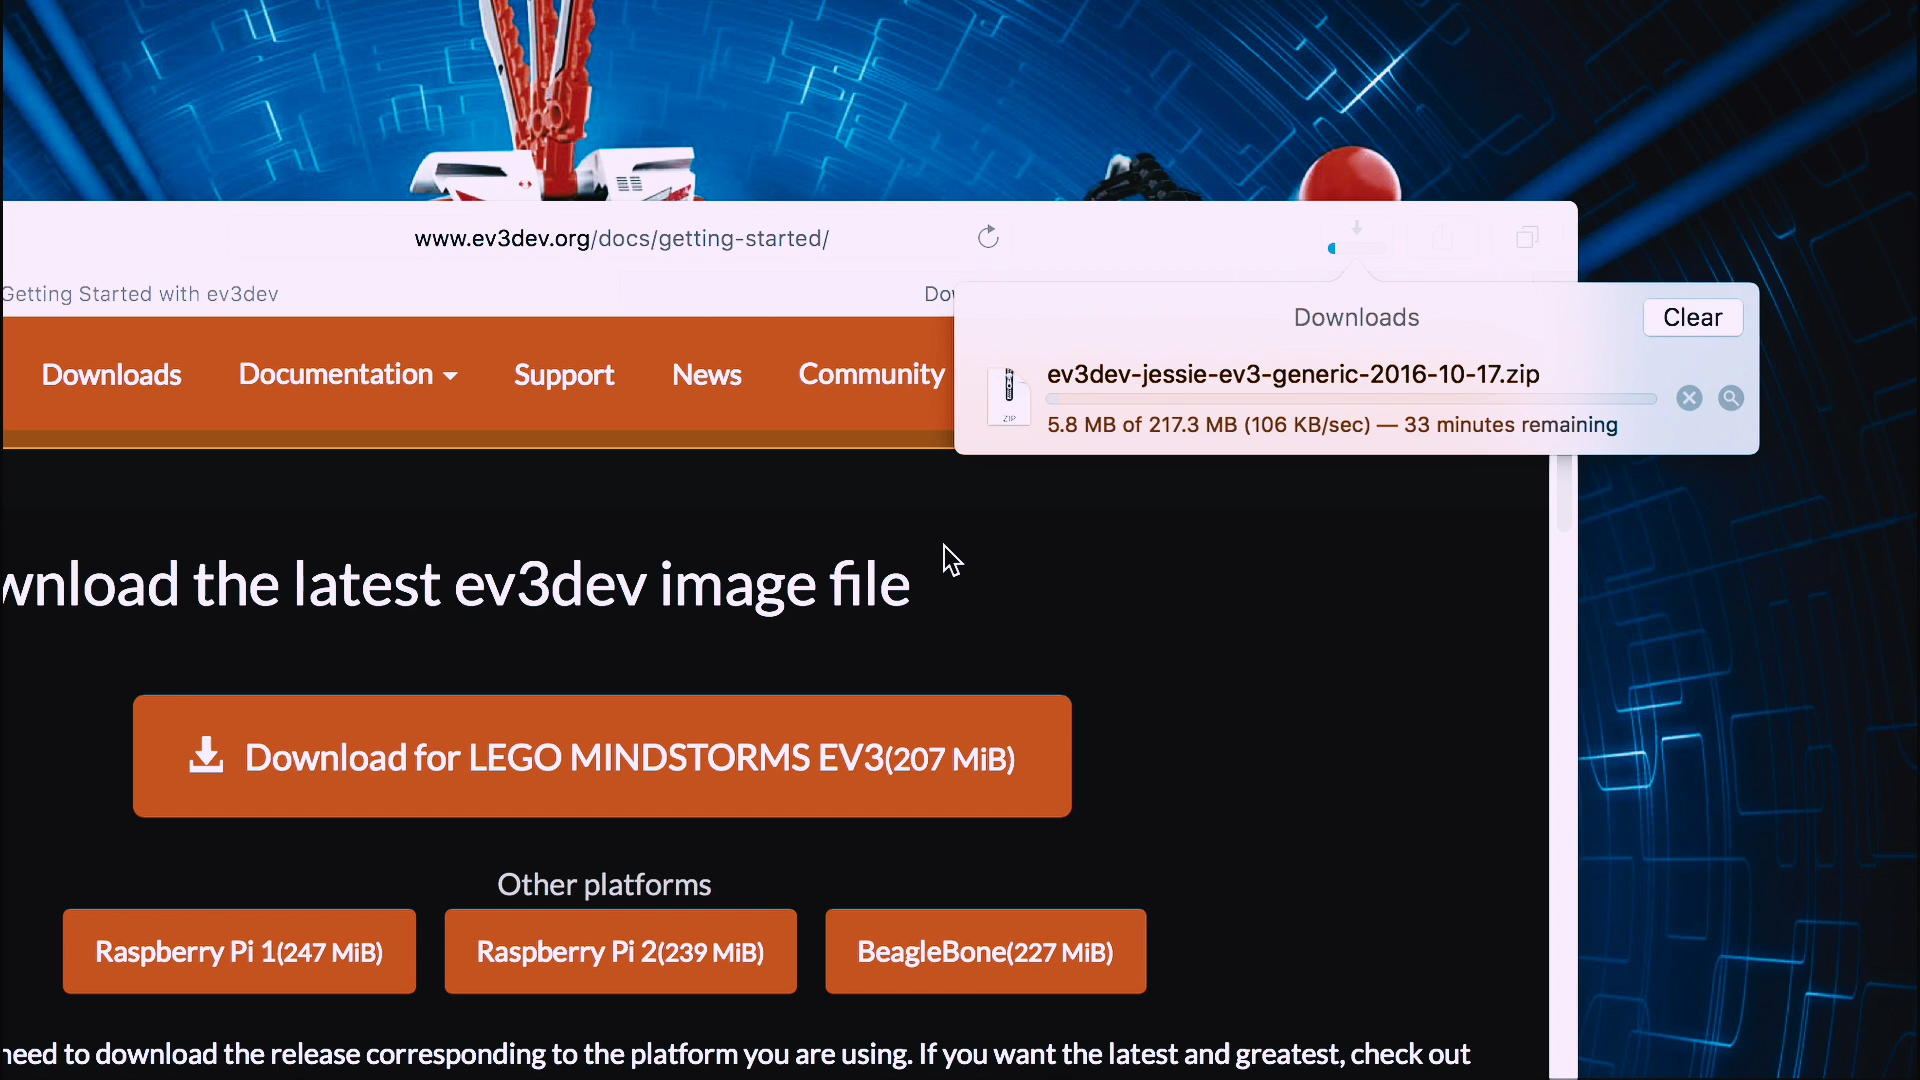 www.ev3dev.org/docs/getting-started/
Getting Started with ev3dev
Downloads
Clear
Downloads
Documentation
Support
News
Community
ev3dev-jessie-ev3-generic-2016-10-17.zip
ZIP
5.8 MB of 217.3 MB (106 KB/sec) — 33 minutes remaining
wnload the latest ev3dev image file
Download for LEGO MINDSTORMS EV3(207 MiB)
Other platforms
Raspberry Pi 1(247 MiB)
Raspberry Pi 2(239 MiB)
BeagleBone(227 MiB)
need to download the release corresponding to the platform you are using. If you want the latest and greatest, check out